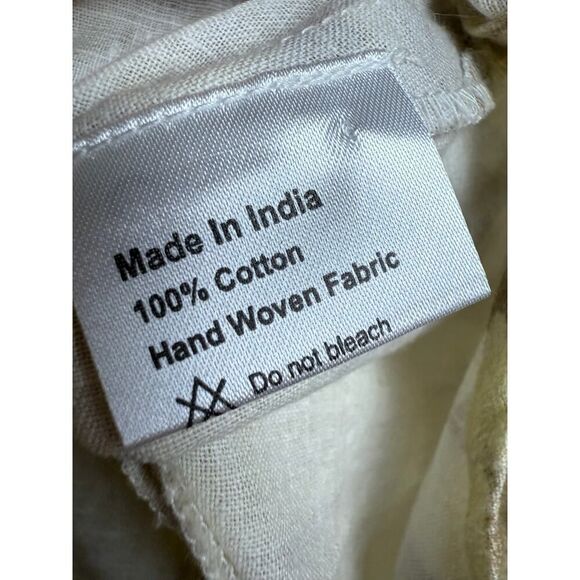 Made In India
100% Cotton
Hand Woven Fabric
Do not bleach